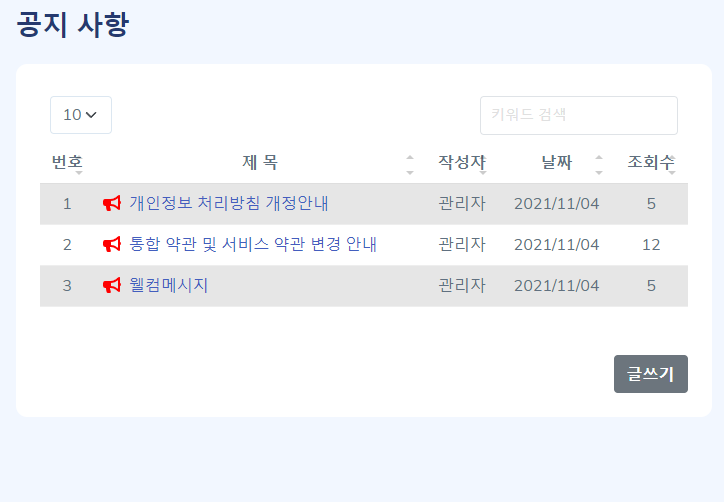 공지 사항
10 키워드 검색
번호 제 목 작성자 날짜 조회수
1 개인정보 처리방침 개정안내 관리자 2021/11/04 5
2 통합 약관 및 서비스 약관 변경 안내 관리자 2021/11/04 12
3 웰컴메시지 관리자 2021/11/04 5
글쓰기